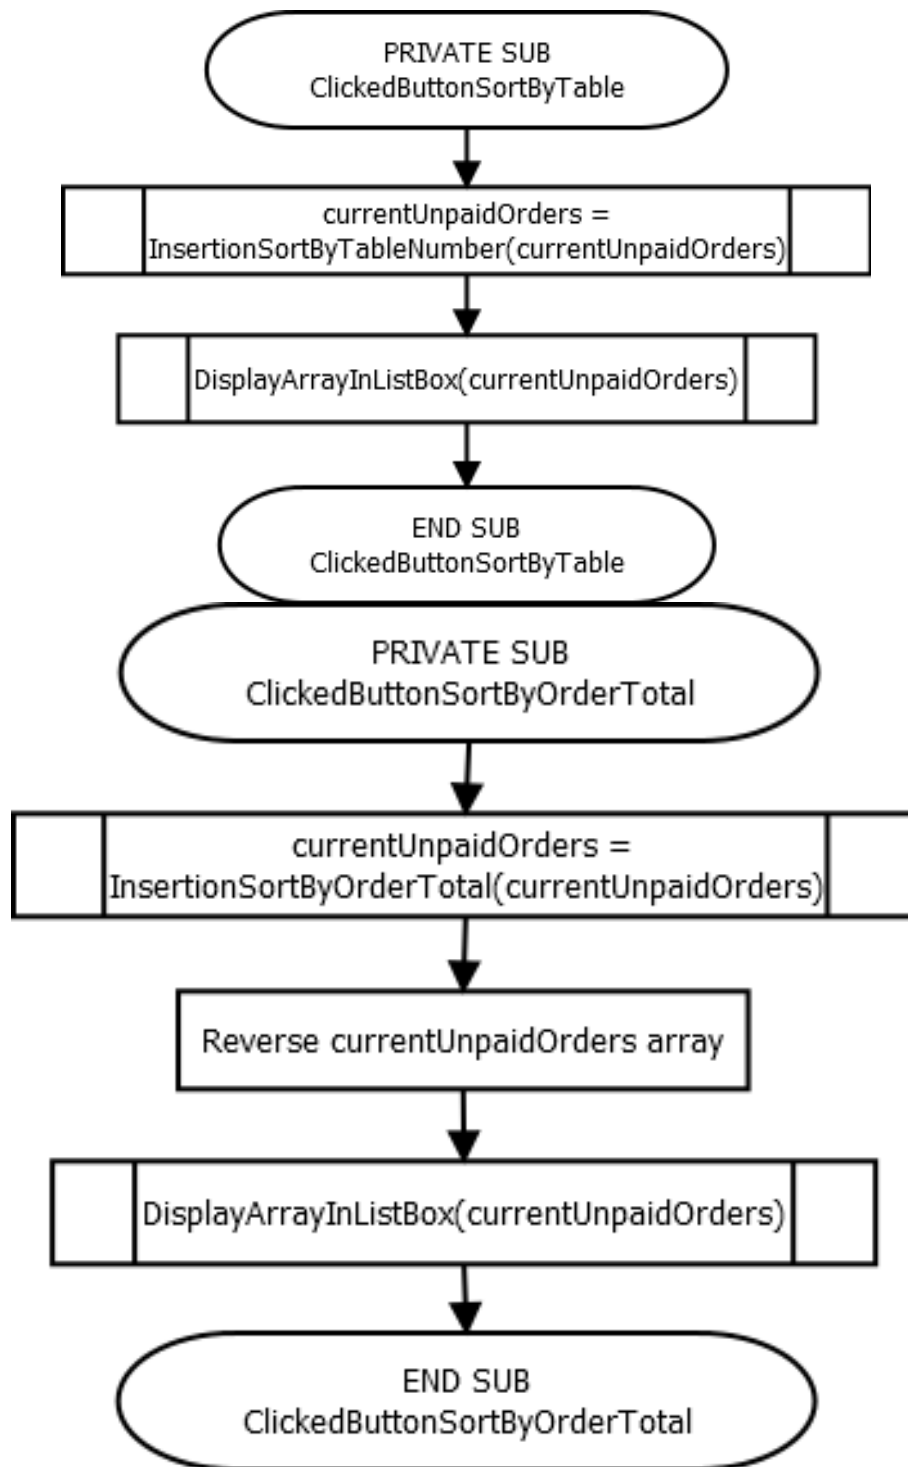 PRIVATE SUB
ClickedButtonSortByTable
currentUnpaidOrders =
InsertionSortByTableNumber(currentUnpaidOrders)
DisplayArrayInListBox(currentUnpaidOrders)
END SUB
ClickedButtonSortByTable
PRIVATE SUB
ClickedButtonSortByOrderTotal
currentUnpaidOrders =
InsertionSortByOrderTotal(currentUnpaidOrders)
Reverse currentUnpaidOrders array
DisplayArrayInListBox(currentUnpaidOrders)
END SUB
ClickedButtonSortByOrderTotal